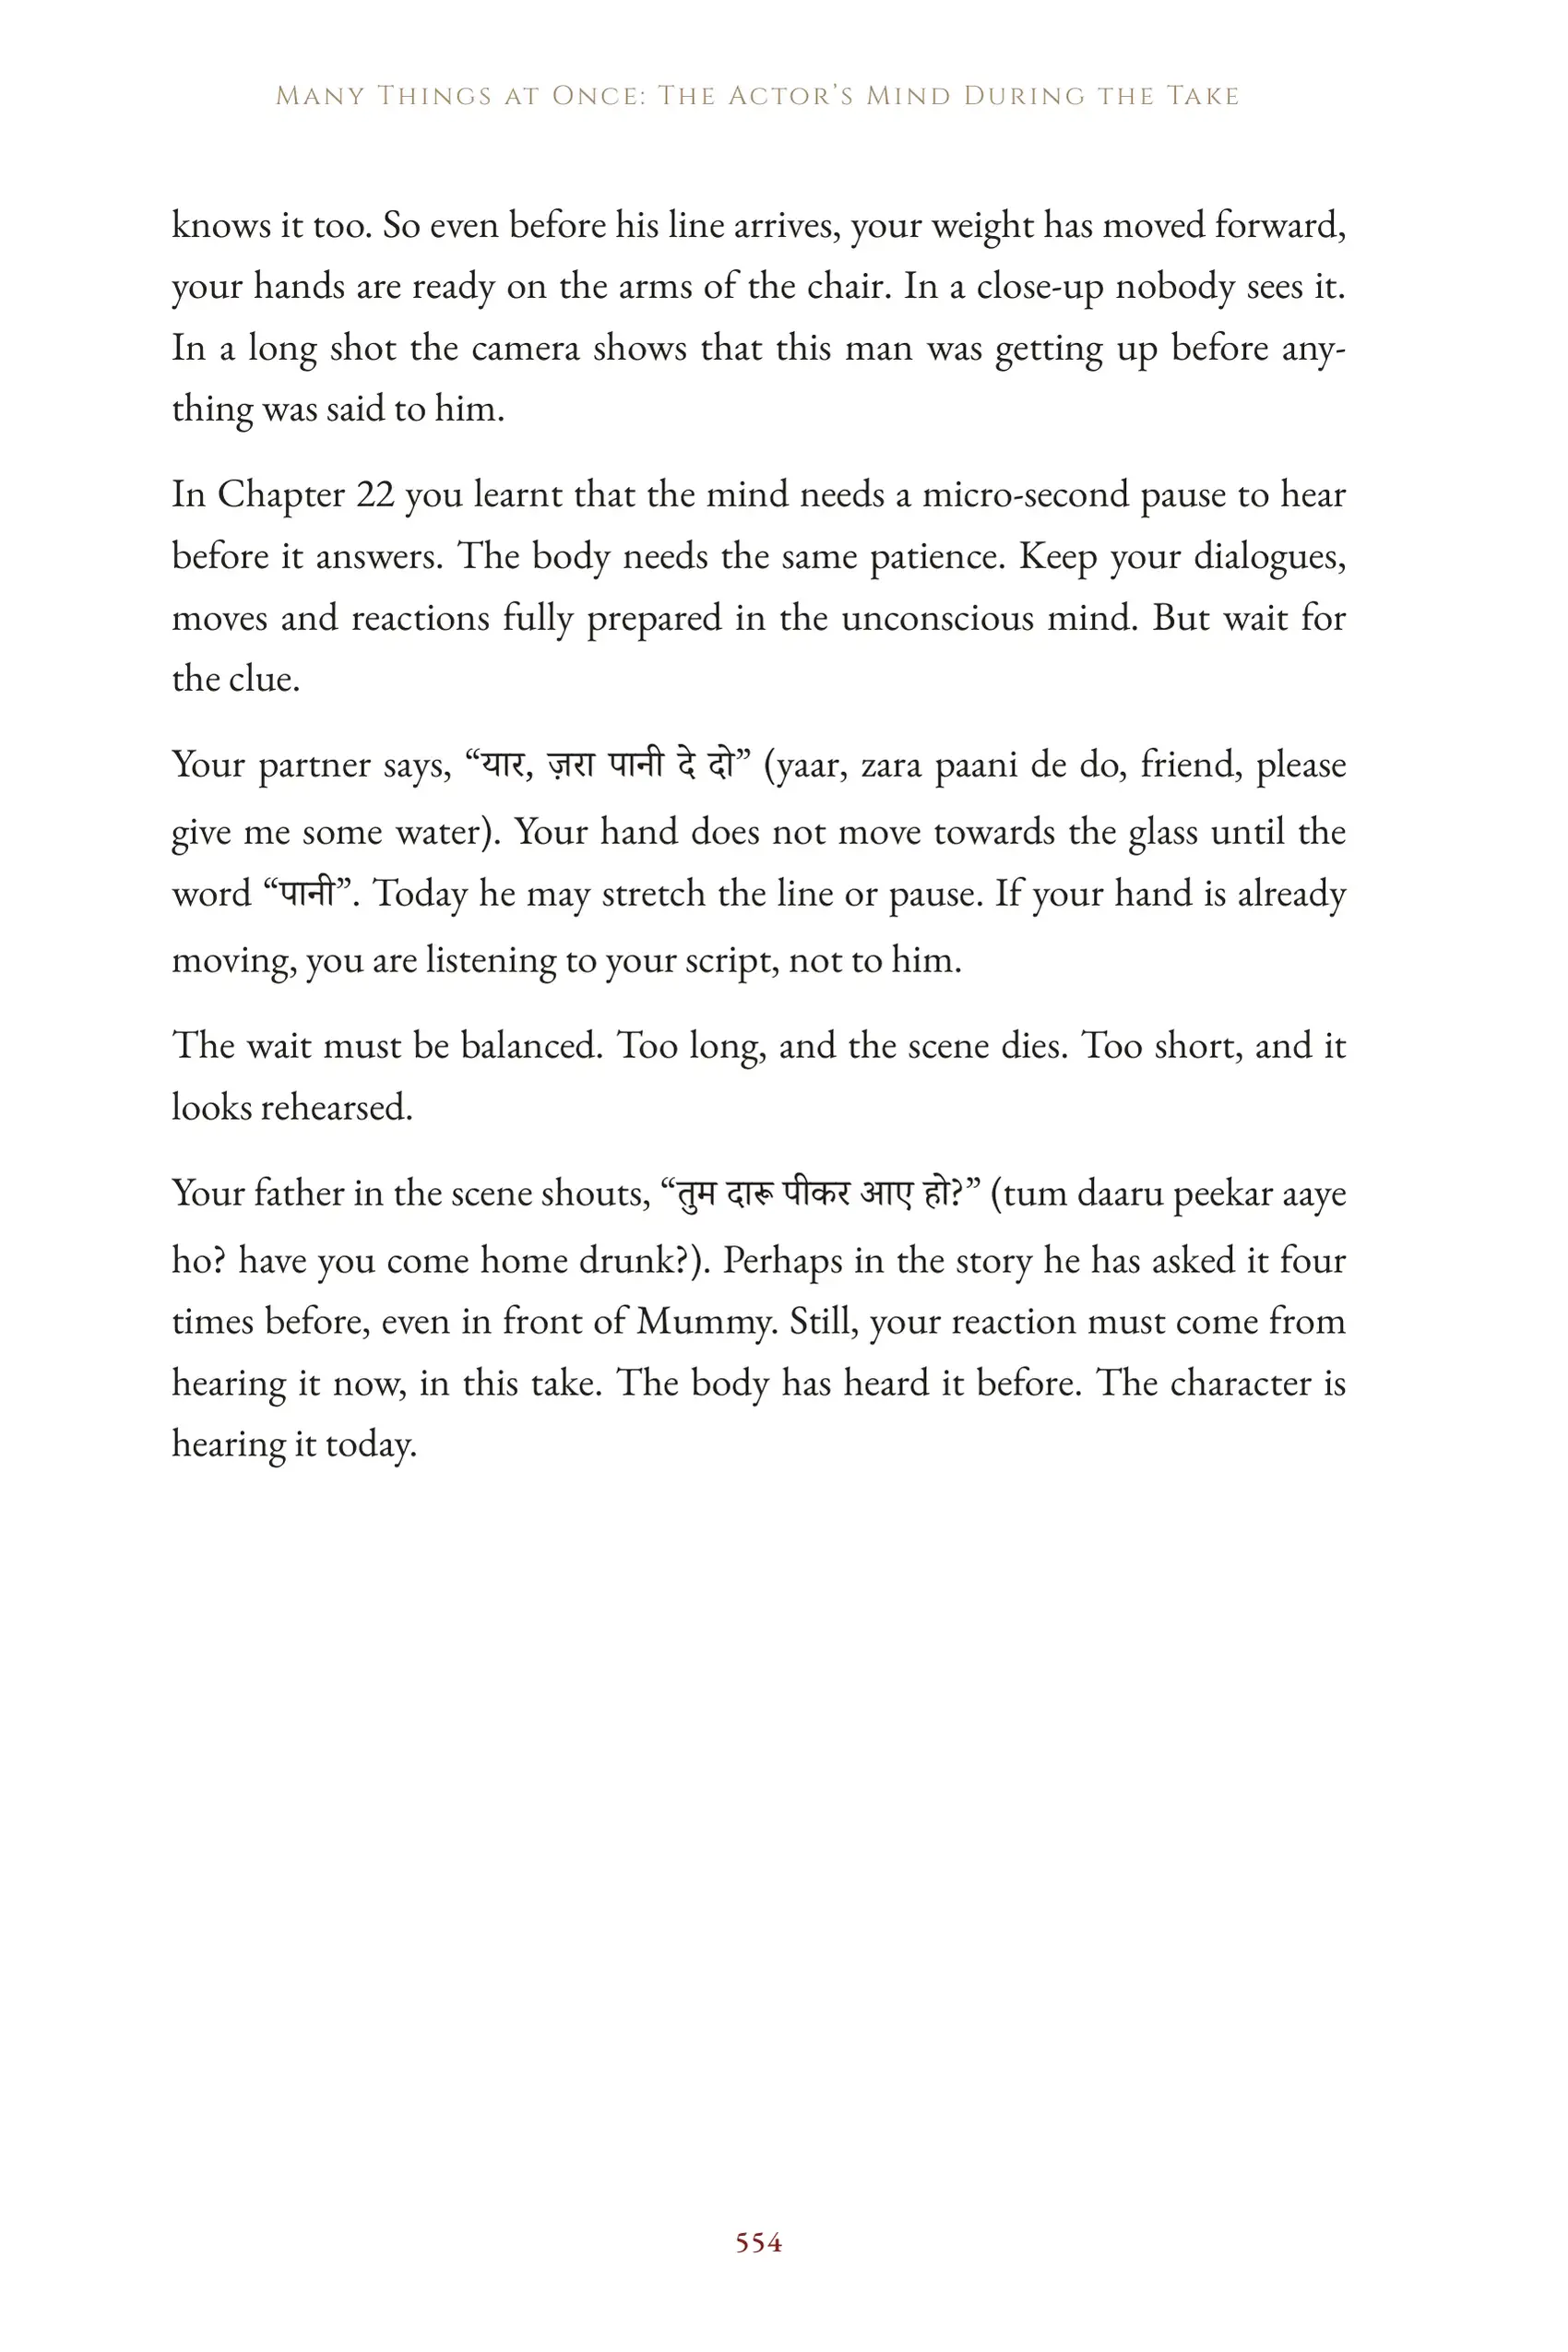 Many Things at Once: The Actor’s Mind During the Take
knows it too. So even before his line arrives, your weight has moved forward,
your hands are ready on the arms of the chair. In a close-up nobody sees it.
In a long shot the camera shows that this man was getting up before any-
thing was said to him.
In Chapter 22 you learnt that the mind needs a micro-second pause to hear
before it answers. The body needs the same patience. Keep your dialogues,
moves and reactions fully prepared in the unconscious mind. But wait for
the clue.
Your partner says, “यार, ज़रा पानी दे दो” (yaar, zara paani de do, friend, please
give me some water). Your hand does not move towards the glass until the
word “पानी”. Today he may stretch the line or pause. If your hand is already
moving, you are listening to your script, not to him.
The wait must be balanced. Too long, and the scene dies. Too short, and it
looks rehearsed.
Your father in the scene shouts, “तुम दारू पीकर आए हो?” (tum daaru peekar aaye
ho? have you come home drunk?). Perhaps in the story he has asked it four
times before, even in front of Mummy. Still, your reaction must come from
hearing it now, in this take. The body has heard it before. The character is
hearing it today.
554